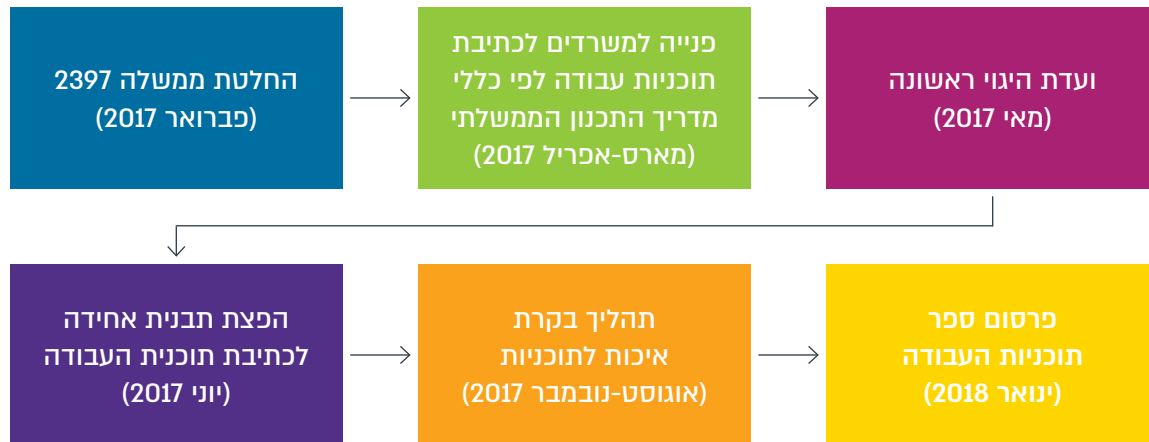 החלטת ממשלה 2397
(פברואר 2017)
פנייה למשרדים לכתיבת
תוכניות עבודה לפי כללי
מדריך התכנון הממשלתי
(מארס-אפריל 2017)
ועדת היגוי ראשונה
(מאי 2017)
הפצת תבנית אחידה
לכתיבת תוכנית העבודה
(יוני 2017)
תהליך בקרת
איכות לתוכניות
(אוגוסט-נובמבר 2017)
פרסום ספר
תוכניות העבודה
(ינואר 2018)